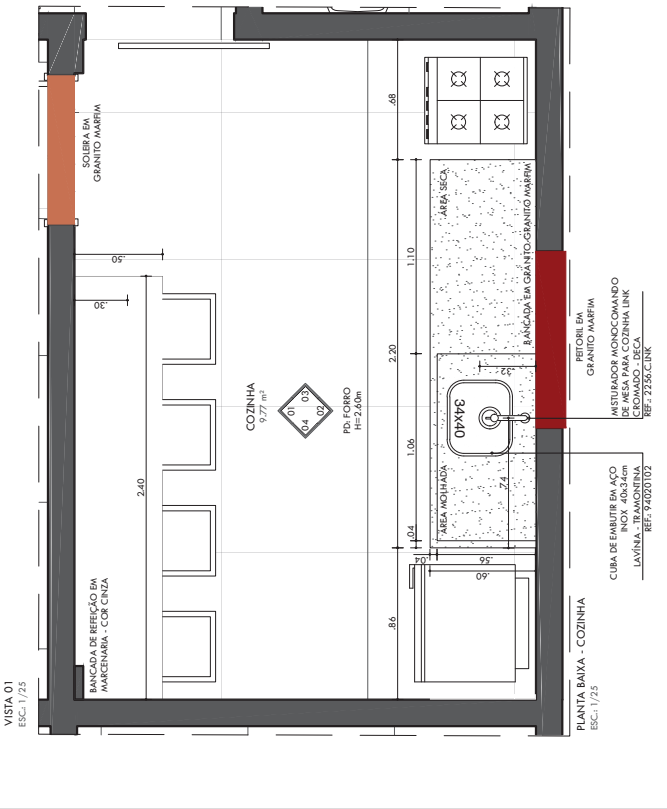 VISTA 01
ESC.: 1/25
SOLEIRA EM
GRANITO MARFIM
.50
.30
2.40
BANCADA DE REFEIÇÃO EM
MARCENARIA - COR CINZA
COZINHA
9.77 m²
01
03
04
02
PD: FORRO
H=2.60m
.68
2.20
.86
1.10
1.06
.04
ÁREA SECA
BANCADA EM GRANITO-GRANITO MARFIM
34X40
.32
.74
ÁREA MOLHADA
.04
.56
.60
PEITORIL EM
GRANITO MARFIM
MISTURADOR MONOCOMANDO
DE MESA PARA COZINHA LINK
CROMADO - DECA
REF.: 2256.C.LINK
CUBA DE EMBUTIR EM AÇO
INOX 40x34cm
LAVÍNIA - TRAMONTINA
REF.: 94020102
PLANTA BAIXA - COZINHA
ESC.: 1/25